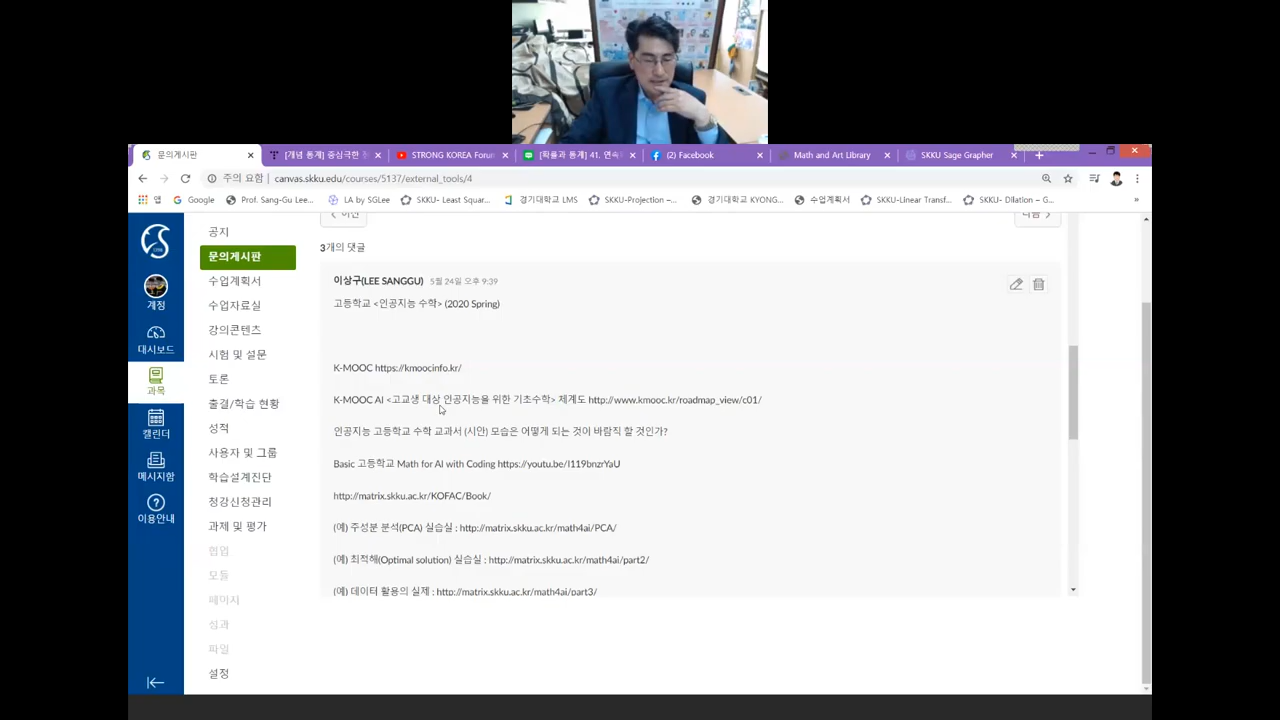 문의게시판
[개념 통계] 중심극한
STRONG KOREA Forum
[확률과 통계] 41. 연속
(2) Facebook
Math and Art Library
SKKU Sage Grapher
주의 요함 | canvas.skku.edu/courses/5137/external_tools/4
앱
Google
Prof. Sang-Gu Lee...
LA by SGLee
SKKU- Least Squar...
경기대학교 LMS
SKKU-Projection –...
경기대학교 KYONG...
수업계획서
SKKU-Linear Transf...
SKKU- Dilation – G...
»
계정
대시보드
과목
캘린더
메시지함
이용안내
공지
문의게시판
수업계획서
수업자료실
강의콘텐츠
시험 및 설문
토론
출결/학습 현황
성적
사용자 및 그룹
학습설계진단
청강신청관리
과제 및 평가
협업
모듈
페이지
성과
파일
설정
이전
다음
3개의 댓글
이상구(LEE SANGGU) 5월 24일 오후 9:39
고등학교 <인공지능 수학> (2020 Spring)
K-MOOC https://kmoocinfo.kr/
K-MOOC AI <고교생 대상 인공지능을 위한 기초수학> 체계도 http://www.kmooc.kr/roadmap_view/c01/
인공지능 고등학교 수학 교과서 (시안) 모습은 어떻게 되는 것이 바람직 할 것인가?
Basic 고등학교 Math for AI with Coding https://youtu.be/I119bnzrYaU
http://matrix.skku.ac.kr/KOFAC/Book/
(예) 주성분 분석(PCA) 실습실 : http://matrix.skku.ac.kr/math4ai/PCA/
(예) 최적해(Optimal solution) 실습실 : http://matrix.skku.ac.kr/math4ai/part2/
(예) 데이터 활용의 실제 : http://matrix.skku.ac.kr/math4ai/part3/